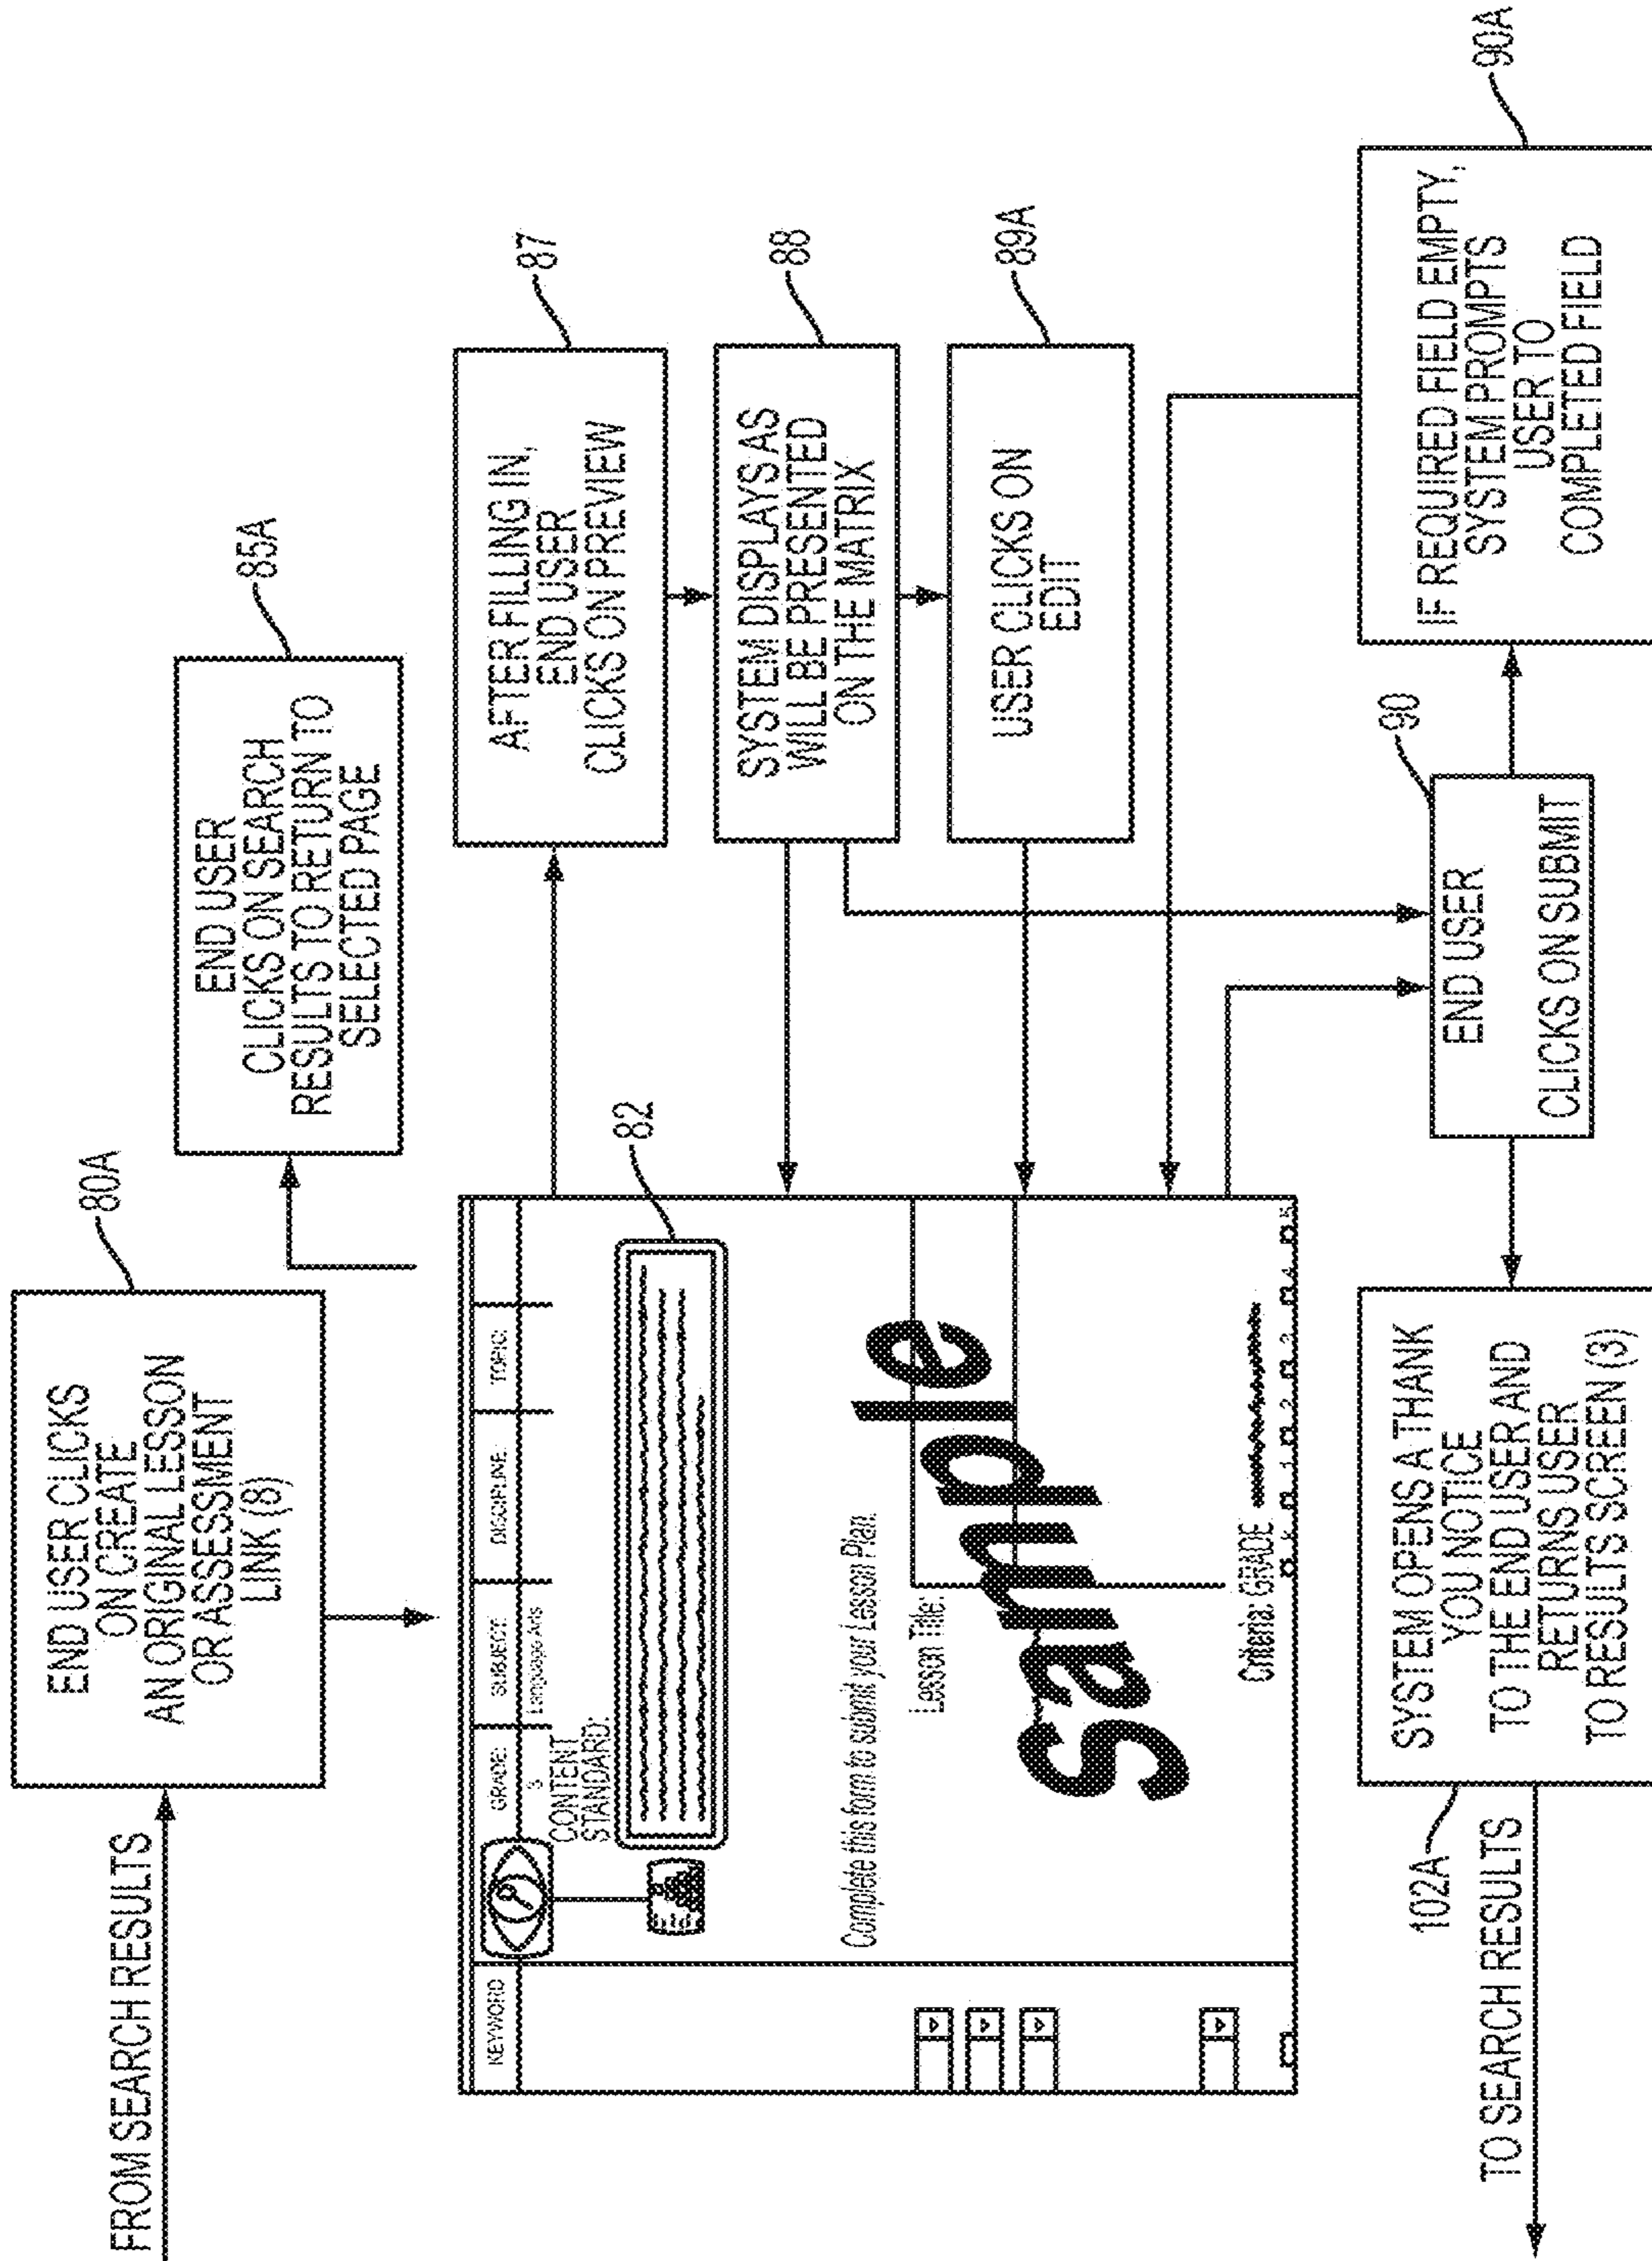 FROM SEARCH RESULTS
END USER CLICKS
ON CREATE
AN ORIGINAL LESSON
OR ASSESSMENT
LINK (8)
80A
END USER
CLICKS ON SEARCH
RESULTS TO RETURN TO
SELECTED PAGE
85A
KEYWORD
GRADE:
SUBJECT:
DISCIPLINE:
TOPIC:
3
Language Arts
CONTENT
STANDARD:
82
Complete this form to submit your Lesson Plan.
Lesson Title:
Sample
Criteria: GRADE
K 1 2 3 4 5
AFTER FILLING IN,
END USER
CLICKS ON PREVIEW
87
SYSTEM DISPLAYS AS
WILL BE PRESENTED
ON THE MATRIX
88
USER CLICKS ON
EDIT
89A
END USER
CLICKS ON SUBMIT
90
IF REQUIRED FIELD EMPTY,
SYSTEM PROMPTS
USER TO
COMPLETED FIELD
90A
SYSTEM OPENS A THANK
YOU NOTICE
TO THE END USER AND
RETURNS USER
TO RESULTS SCREEN (3)
102A
TO SEARCH RESULTS